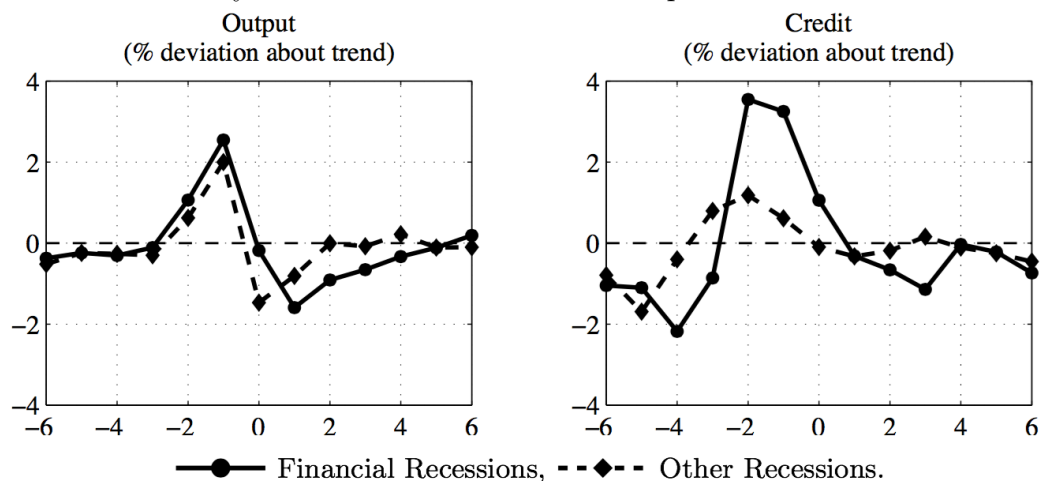 Output
(% deviation about trend)
4
2
0
−2
−4
−6 −4 −2 0 2 4 6
Credit
(% deviation about trend)
4
2
0
−2
−4
−6 −4 −2 0 2 4 6
Financial Recessions, Other Recessions.